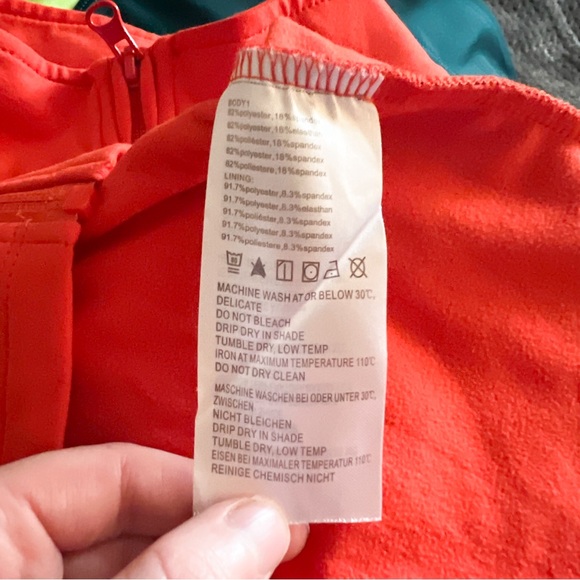 BODY1
82%polyester,18%spandex
82%polyester,18%elasthan
82%polyester,18%spandex
82%polyester,18%spandex
82%poliestere,18%spandex
LINING:
91.7%polyester,8.3%spandex
91.7%polyester,8.3%elasthan
91.7%poliéster,8.3%spandex
91.7%polyester,8.3%spandex
91.7%poliestere,8.3%spandex
MACHINE WASH AT OR BELOW 30℃,
DELICATE
DO NOT BLEACH
DRIP DRY IN SHADE
TUMBLE DRY, LOW TEMP
IRON AT MAXIMUM TEMPERATURE 110℃
DO NOT DRY CLEAN
MASCHINE WASCHEN BEI ODER UNTER 30℃,
ZWISCHEN
NICHT BLEICHEN
DRIP DRY IN SHADE
TUMBLE DRY, LOW TEMP
EISEN BEI MAXIMALER TEMPERATUR 110℃
REINIGE CHEMISCH NICHT